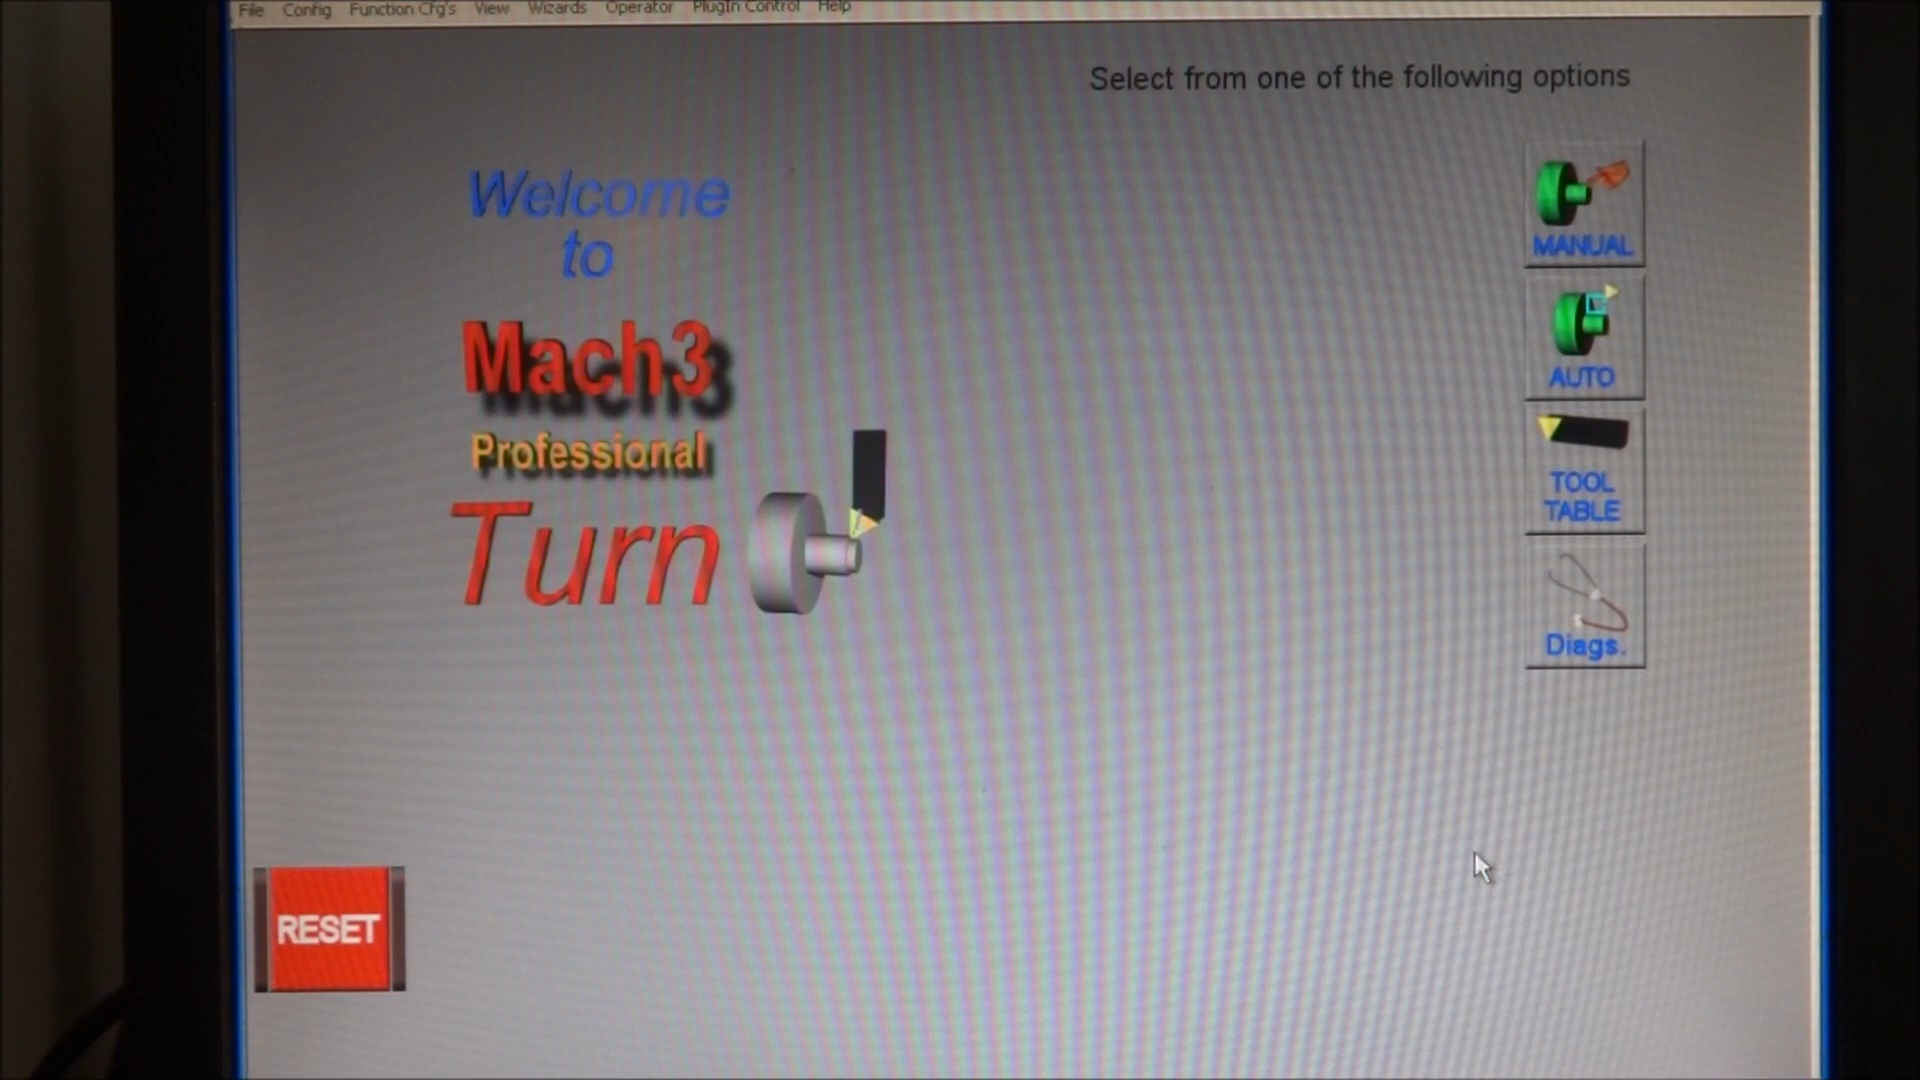 File Config Function Cfg's View Wizards Operator PlugIn Control Help
Select from one of the following options
Welcome
to
Mach3
Professional
Turn
MANUAL
AUTO
TOOL
TABLE
Diags.
RESET